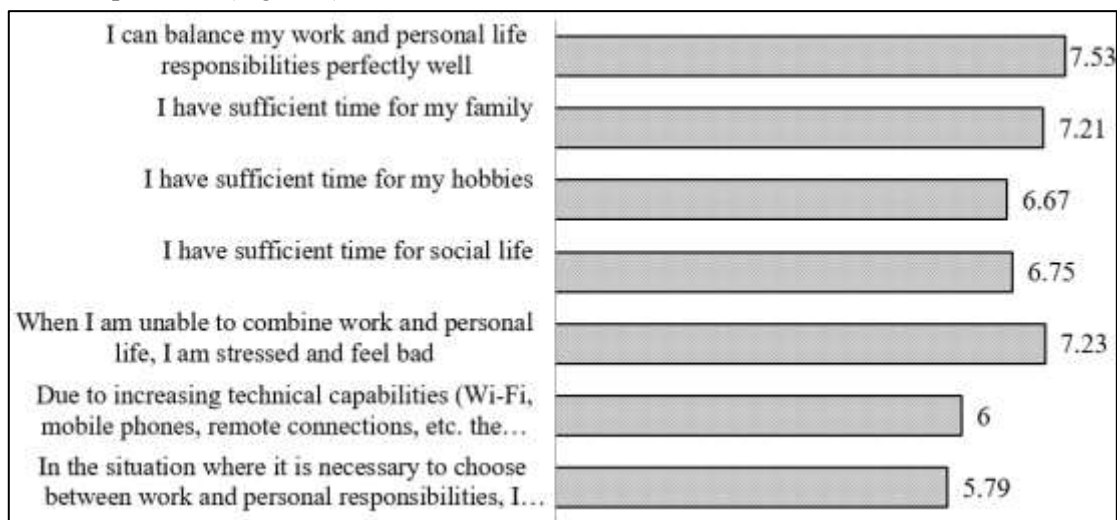 I can balance my work and personal life
responsibilities perfectly well
7.53
I have sufficient time for my family
7.21
I have sufficient time for my hobbies
6.67
I have sufficient time for social life
6.75
When I am unable to combine work and personal
life, I am stressed and feel bad
7.23
Due to increasing technical capabilities (Wi-Fi,
mobile phones, remote connections, etc. the…
6
In the situation where it is necessary to choose
between work and personal responsibilities, I…
5.79